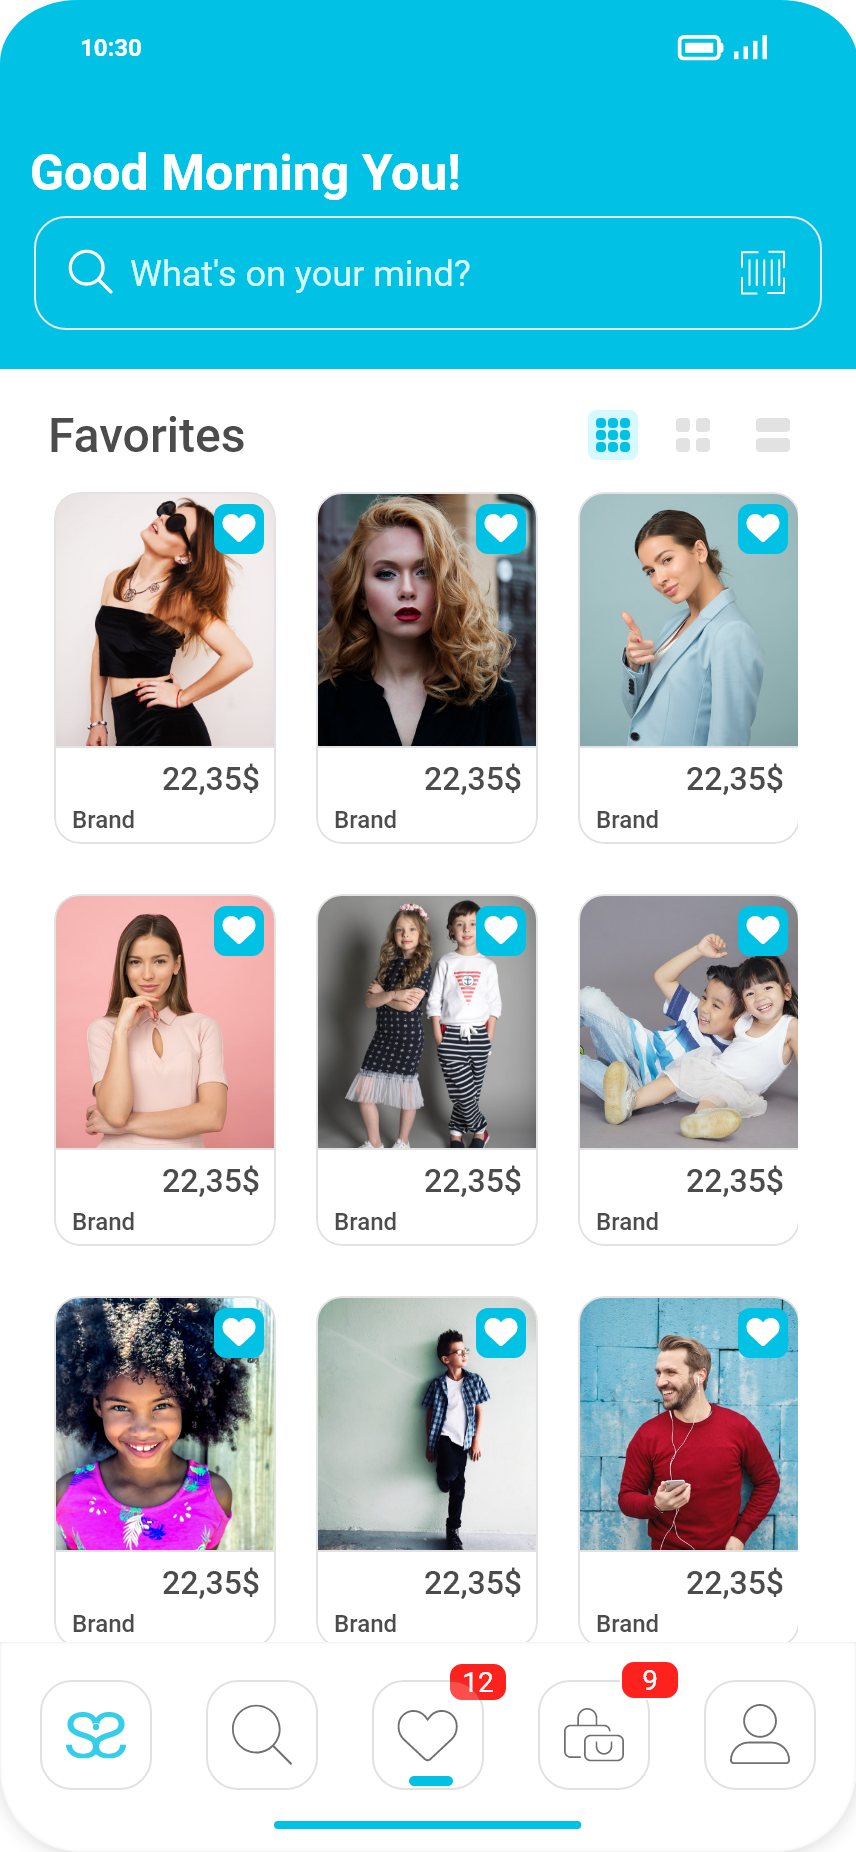 10:30
Good Morning You!
What's on your mind?
Favorites
22,35$ 22,35$ 22,35$
Brand Brand Brand
22,35$ 22,35$ 22,35$
Brand Brand Brand
22,35$ 22,35$ 22,35$
Brand Brand Brand
12 9